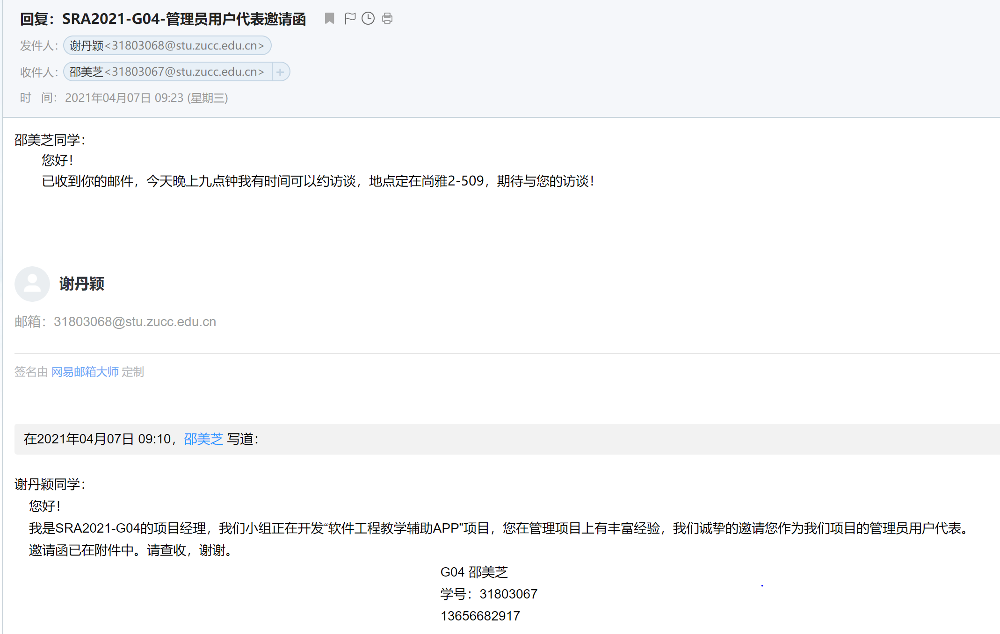 回复：SRA2021-G04-管理员用户代表邀请函
发件人：谢丹颖<31803068@stu.zucc.edu.cn>
收件人：邵美芝<31803067@stu.zucc.edu.cn> +
时 间：2021年04月07日 09:23 (星期三)
邵美芝同学：
您好！
已收到你的邮件，今天晚上九点钟我有时间可以约访谈，地点定在尚雅2-509，期待与您的访谈！
谢丹颖
邮箱：31803068@stu.zucc.edu.cn
签名由 网易邮箱大师 定制
在2021年04月07日 09:10，邵美芝 写道：
谢丹颖同学：
您好！
我是SRA2021-G04的项目经理，我们小组正在开发“软件工程教学辅助APP”项目，您在管理项目上有丰富经验，我们诚挚的邀请您作为我们项目的管理员用户代表。
邀请函已在附件中。请查收，谢谢。
G04 邵美芝
学号：31803067
13656682917